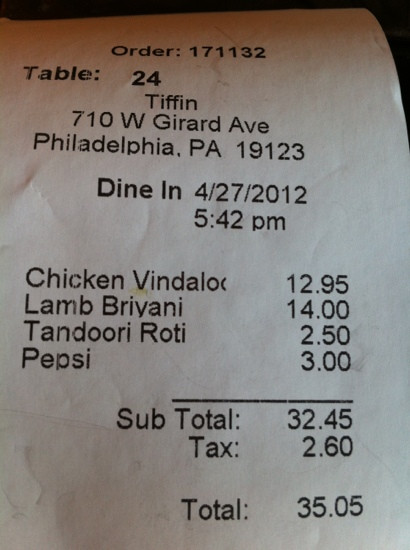 Order: 171132
Table: 24
Tiffin
710 W Girard Ave
Philadelphia, PA 19123
Dine In 4/27/2012
5:42 pm
Chicken Vindaloo 12.95
Lamb Briyani 14.00
Tandoori Roti 2.50
Pepsi 3.00
Sub Total: 32.45
Tax: 2.60
Total: 35.05